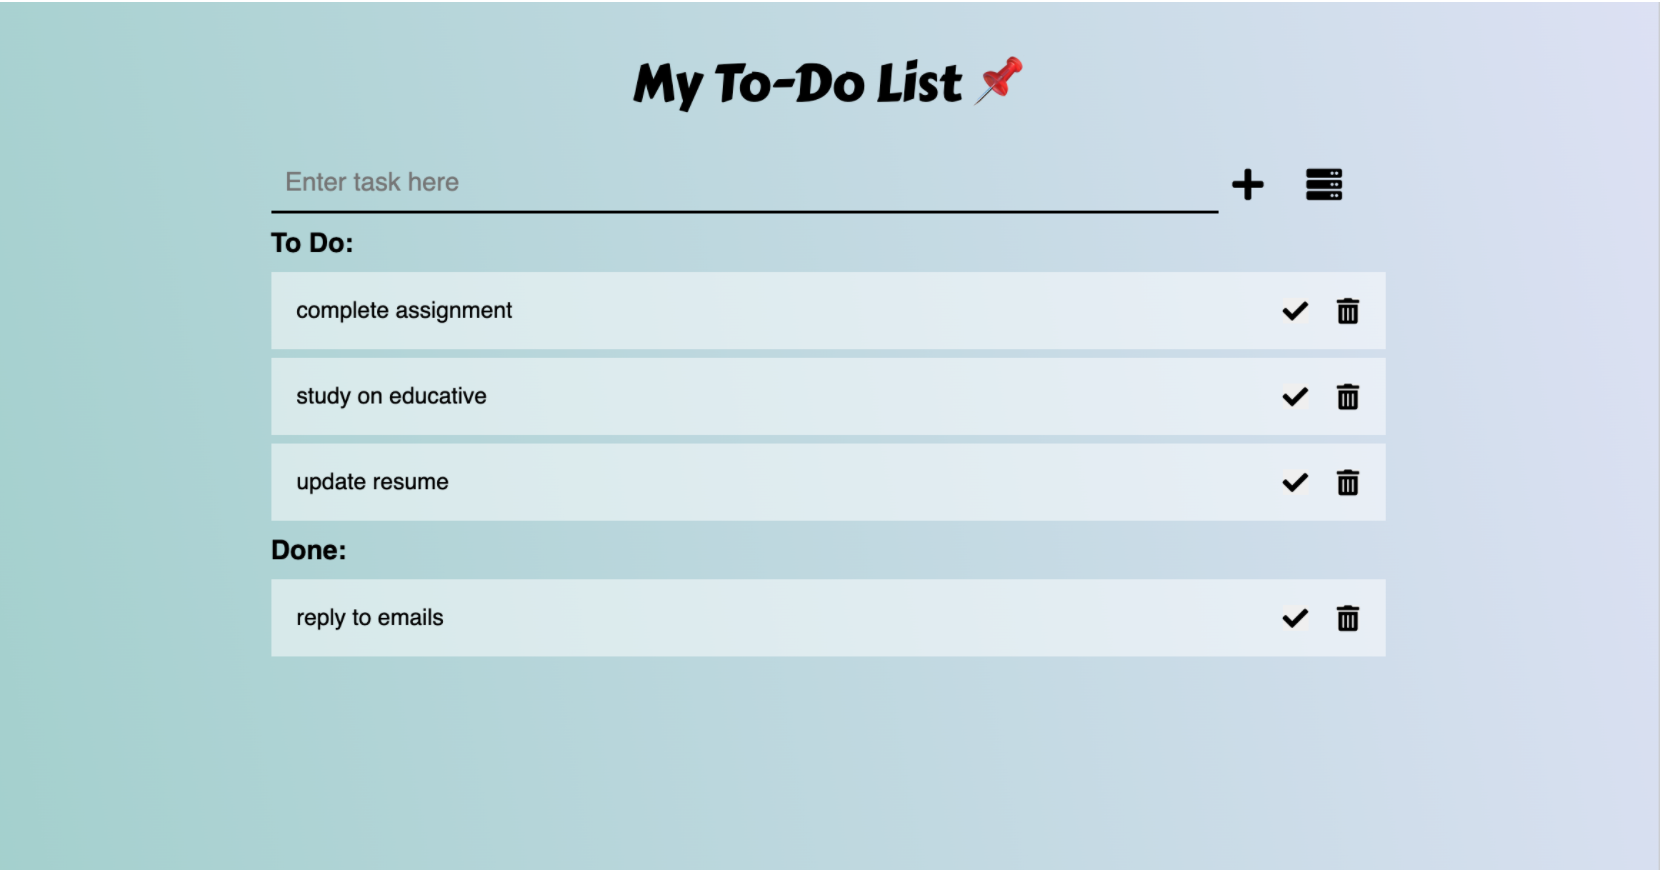 My To-Do List 📌
Enter task here
To Do:
complete assignment
study on educative
update resume
Done:
reply to emails